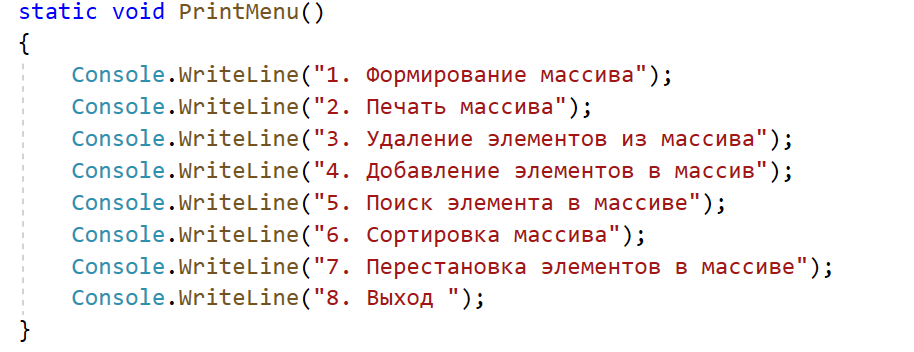 static void PrintMenu()
{
    Console.WriteLine("1. Формирование массива");
    Console.WriteLine("2. Печать массива");
    Console.WriteLine("3. Удаление элементов из массива");
    Console.WriteLine("4. Добавление элементов в массив");
    Console.WriteLine("5. Поиск элемента в массиве");
    Console.WriteLine("6. Сортировка массива");
    Console.WriteLine("7. Перестановка элементов в массиве");
    Console.WriteLine("8. Выход ");
}